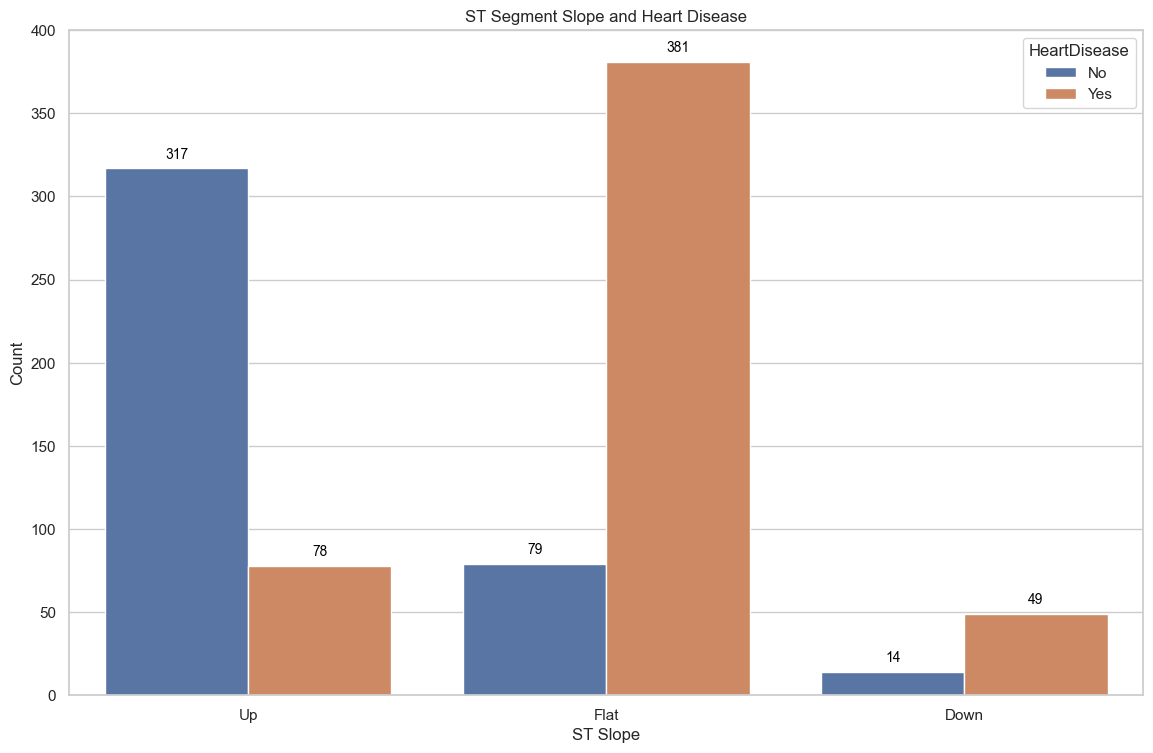 ST Segment Slope and Heart Disease
HeartDisease
No
Yes
400
350
300
250
200
150
100
50
0
Count
317
78
79
381
14
49
Up
Flat
Down
ST Slope